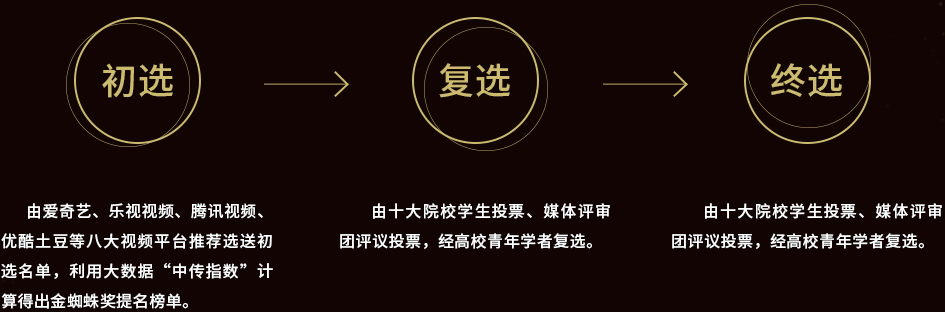 初选
复选
终选
由爱奇艺、乐视视频、腾讯视频、
优酷土豆等八大视频平台推荐选送初
选名单，利用大数据“中传指数”计
算得出金蜘蛛奖提名榜单。
由十大院校学生投票、媒体评审
团评议投票，经高校青年学者复选。
由十大院校学生投票、媒体评审
团评议投票，经高校青年学者复选。